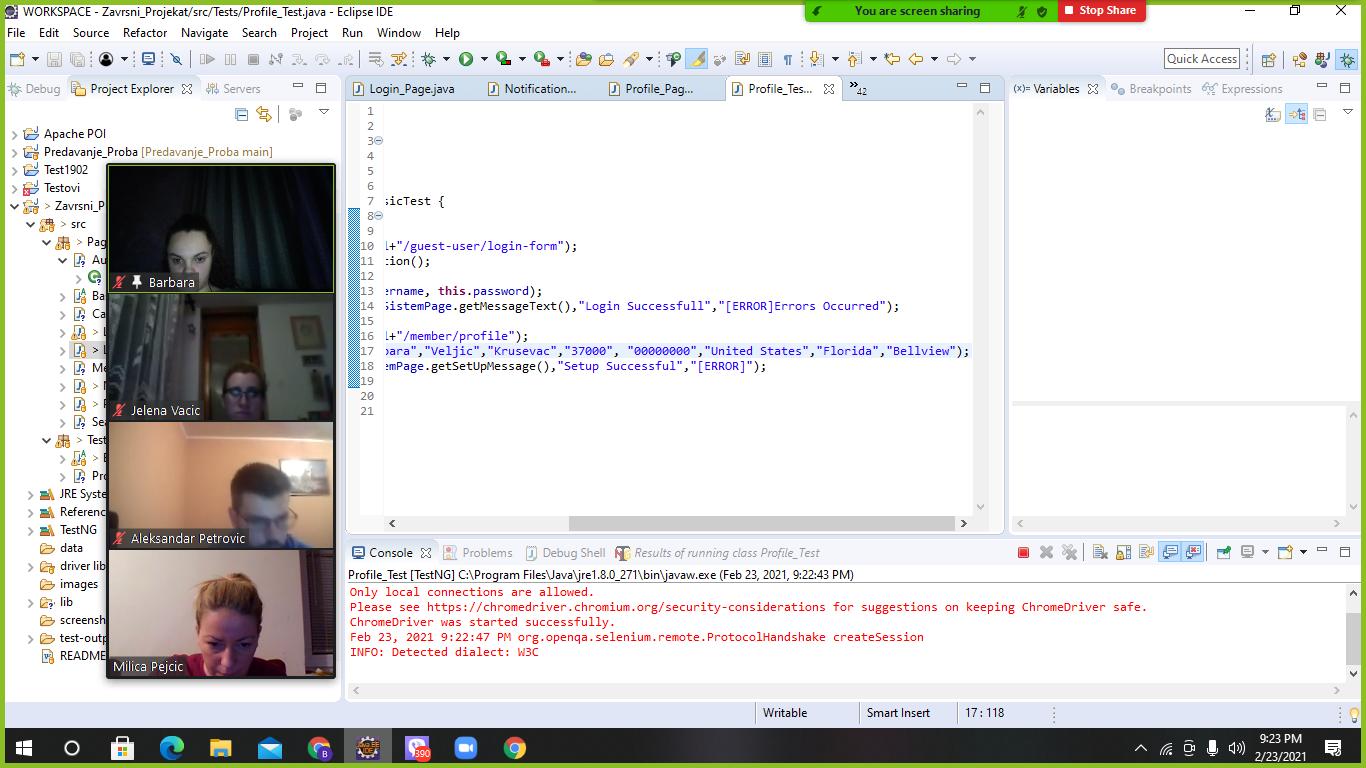 WORKSPACE - Zavrsni_Projekat/src/Tests/Profile_Test.java - Eclipse IDE
You are screen sharing
Stop Share
File Edit Source Refactor Navigate Search Project Run Window Help
Quick Access
Debug Project Explorer Servers
Login_Page.java Notification... Profile_Pag... Profile_Tes... 42
(x)= Variables Breakpoints Expressions
Apache POI
Predavanje_Proba [Predavanje_Proba main]
Test1902
Testovi
> Zavrsni_P
> src
> Pag
Au
Ba
Ca
> L
> L
Me
> N
> P
Sea
> Test
> B
Pro
JRE Syste
Referenc
TestNG
data
driver lib
images
> lib
screensh
test-outp
README
Barbara
Jelena Vacic
Aleksandar Petrovic
Milica Pejcic
1
2
3
4
5
6
7 sicTest {
8
9
10 l+"/guest-user/login-form");
11 tion();
12
13 ername, this.password);
14 SistemPage.getMessageText(),"Login Successfull","[ERROR]Errors Occurred");
15
16 l+"/member/profile");
17 bara","Veljic","Krusevac","37000", "00000000","United States","Florida","Bellview");
18 emPage.getSetUpMessage(),"Setup Successful","[ERROR]");
19
20
21
Console Problems Debug Shell Results of running class Profile_Test
Profile_Test [TestNG] C:\Program Files\Java\jre1.8.0_271\bin\javaw.exe (Feb 23, 2021, 9:22:43 PM)
Only local connections are allowed.
Please see https://chromedriver.chromium.org/security-considerations for suggestions on keeping ChromeDriver safe.
ChromeDriver was started successfully.
Feb 23, 2021 9:22:47 PM org.openqa.selenium.remote.ProtocolHandshake createSession
INFO: Detected dialect: W3C
Writable Smart Insert 17 : 118
B
Java EE IDE
390
9:23 PM
2/23/2021